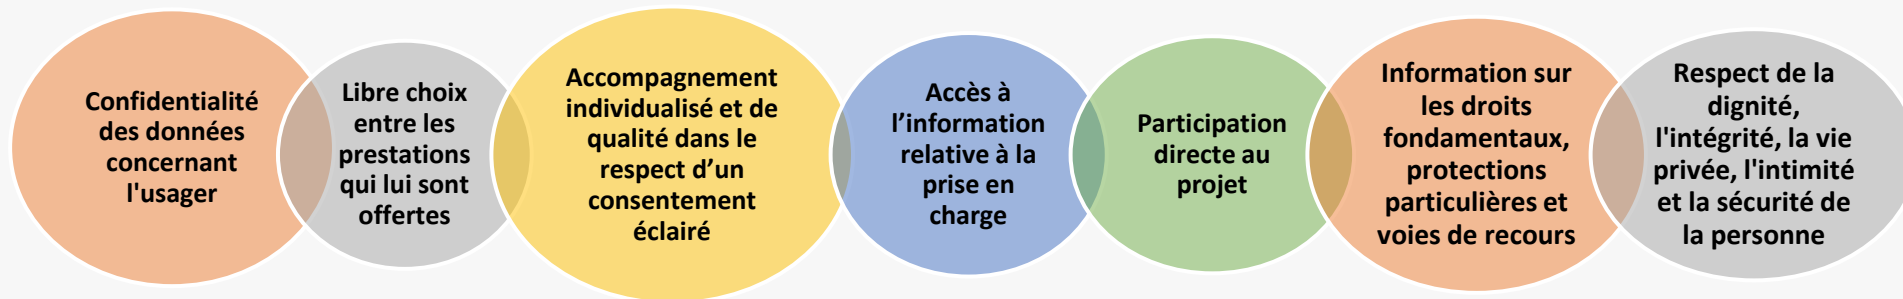 Confidentialité
des données
concernant
l'usager
Libre choix
entre les
prestations
qui lui sont
offertes
Accompagnement
individualisé et de
qualité dans le
respect d’un
consentement
éclairé
Accès à
l’information
relative à la
prise en
charge
Participation
directe au
projet
Information sur
les droits
fondamentaux,
protections
particulières et
voies de recours
Respect de la
dignité,
l'intégrité, la vie
privée, l'intimité
et la sécurité de
la personne